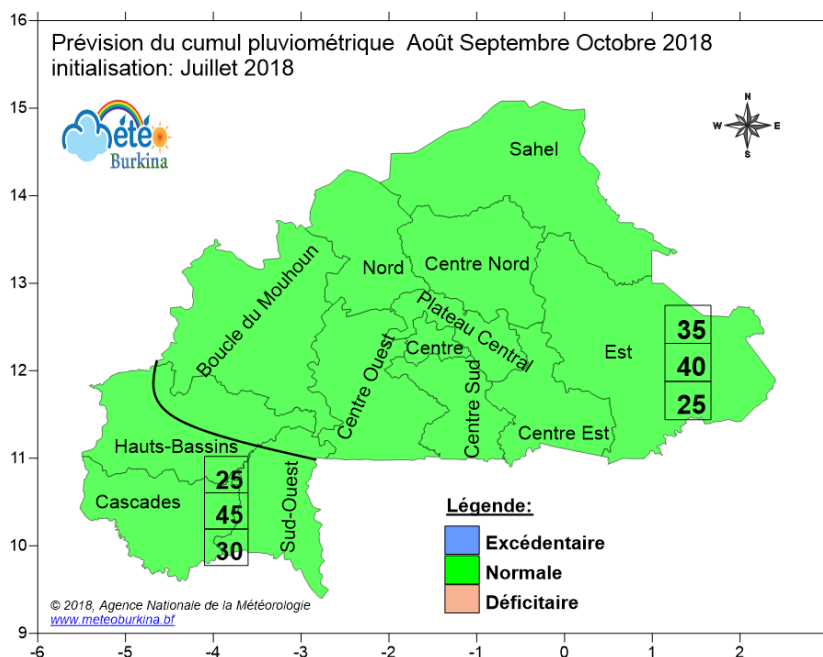 Prévision du cumul pluviométrique Août Septembre Octobre 2018
initialisation: Juillet 2018
Météo
Burkina
N
W E
S
16
15
14
13
12
11
10
9
Sahel
Nord
Centre Nord
Boucle du Mouhoun
Plateau Central
Centre Ouest
Centre
Est
Centre Sud
Centre Est
Hauts-Bassins
Cascades
Sud-Ouest
35
40
25
25
45
30
Légende:
Excédentaire
Normale
Déficitaire
© 2018, Agence Nationale de la Météorologie
www.meteoburkina.bf
-6 -5 -4 -3 -2 -1 0 1 2